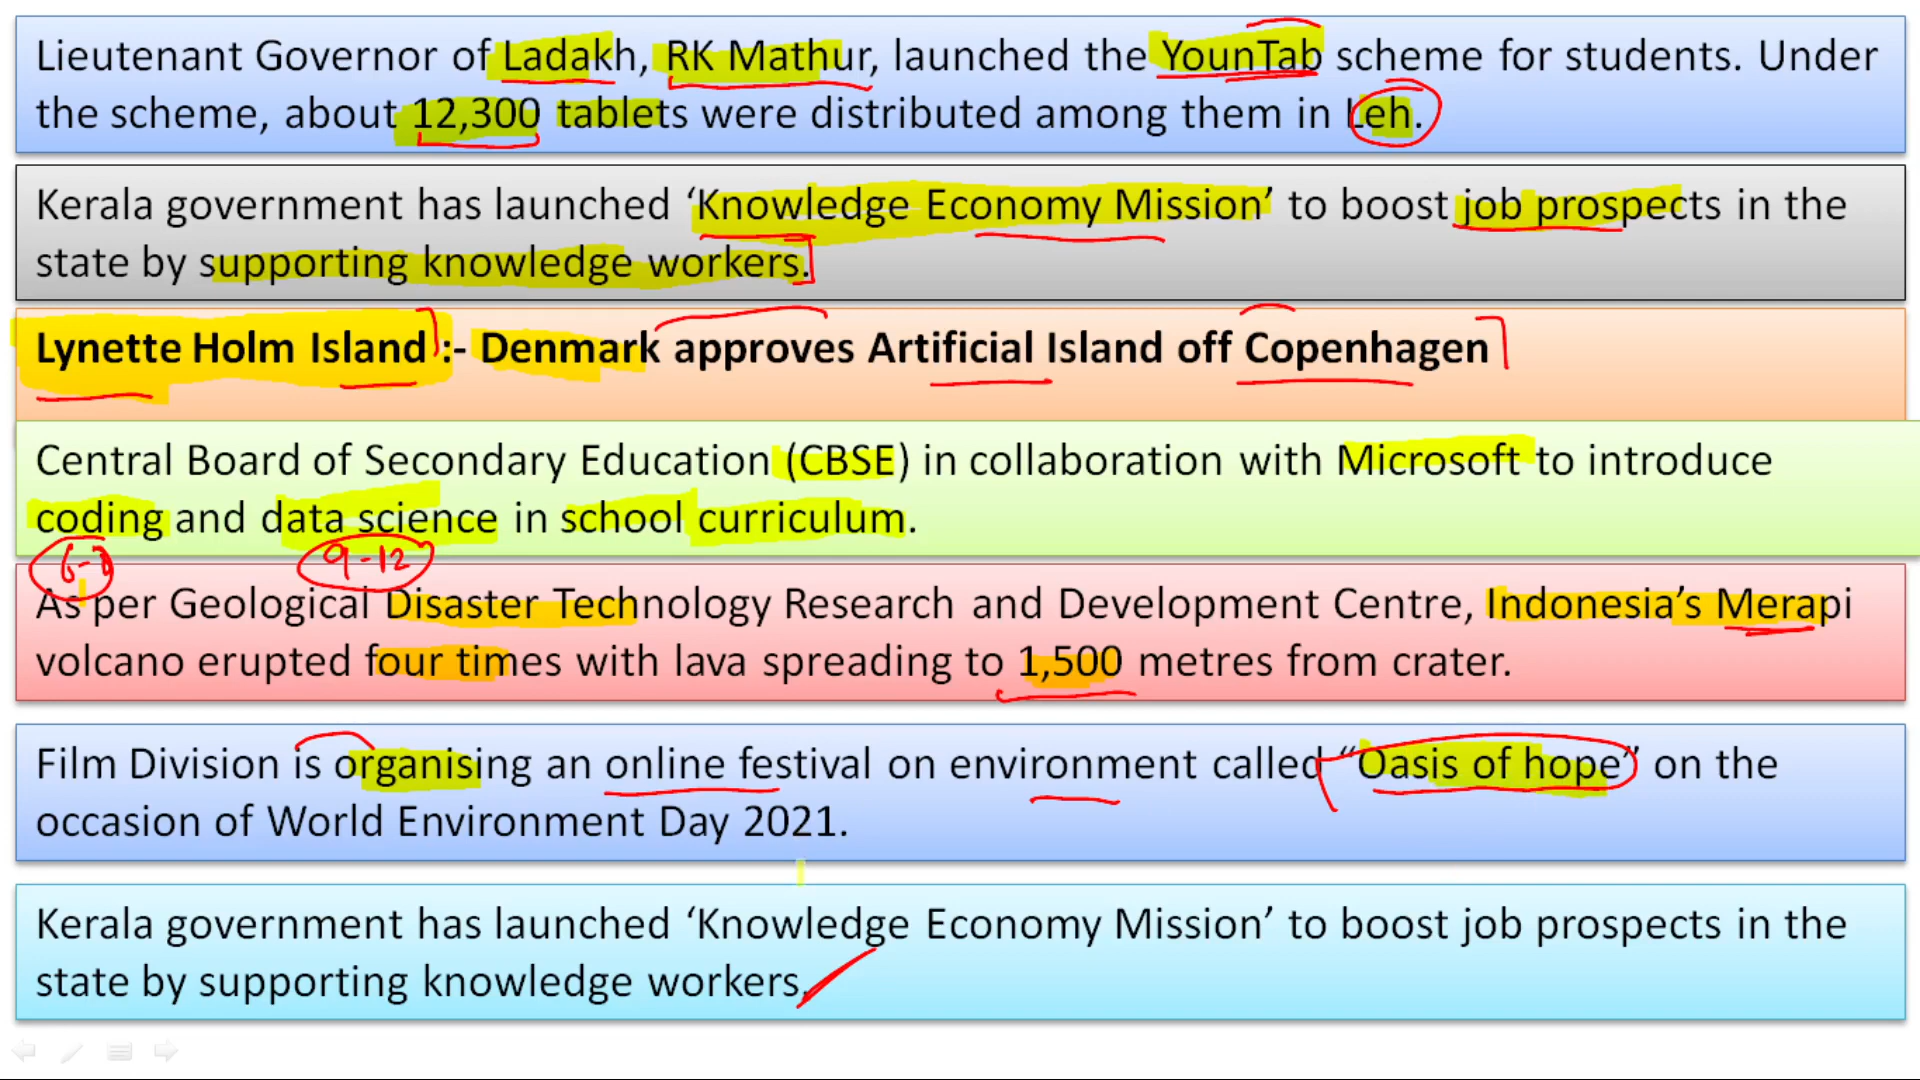 Lieutenant Governor of Ladakh, RK Mathur, launched the YounTab scheme for students. Under
the scheme, about 12,300 tablets were distributed among them in Leh.
Kerala government has launched ‘Knowledge Economy Mission’ to boost job prospects in the
state by supporting knowledge workers.
Lynette Holm Island :- Denmark approves Artificial Island off Copenhagen
Central Board of Secondary Education (CBSE) in collaboration with Microsoft to introduce
coding and data science in school curriculum.
6-8 9-12
As per Geological Disaster Technology Research and Development Centre, Indonesia’s Merapi
volcano erupted four times with lava spreading to 1,500 metres from crater.
Film Division is organising an online festival on environment called “Oasis of hope” on the
occasion of World Environment Day 2021.
Kerala government has launched ‘Knowledge Economy Mission’ to boost job prospects in the
state by supporting knowledge workers.